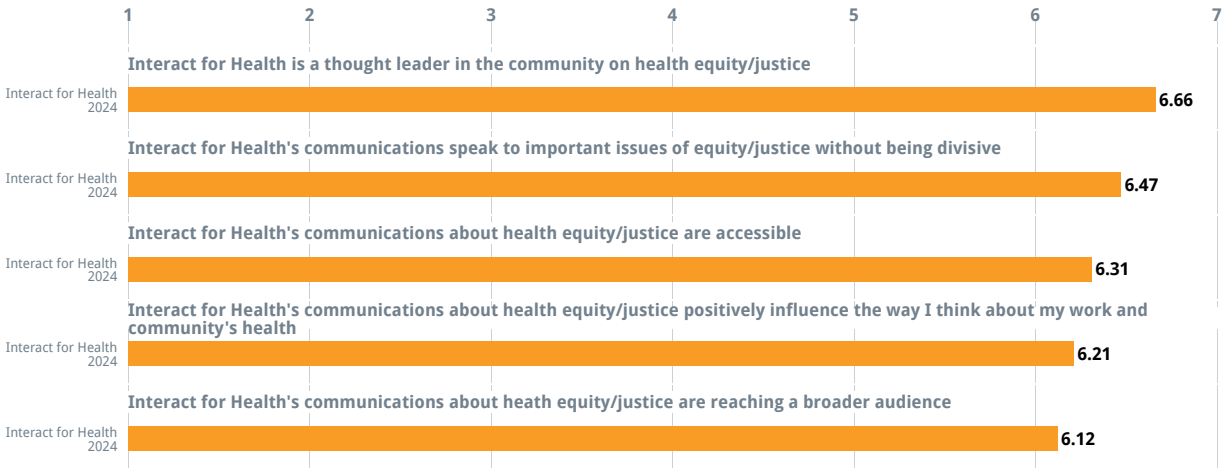 1 2 3 4 5 6 7
Interact for Health is a thought leader in the community on health equity/justice
Interact for Health
2024
6.66
Interact for Health's communications speak to important issues of equity/justice without being divisive
Interact for Health
2024
6.47
Interact for Health's communications about health equity/justice are accessible
Interact for Health
2024
6.31
Interact for Health's communications about health equity/justice positively influence the way I think about my work and
community's health
Interact for Health
2024
6.21
Interact for Health's communications about heath equity/justice are reaching a broader audience
Interact for Health
2024
6.12